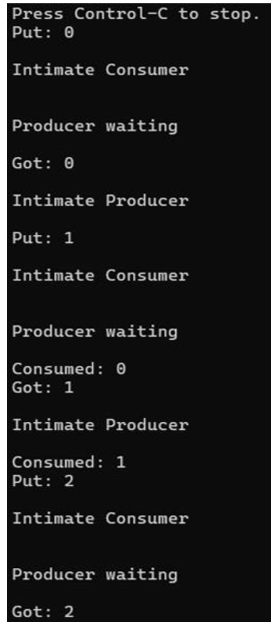 Press Control-C to stop.
Put: 0
Intimate Consumer
Producer waiting
Got: 0
Intimate Producer
Put: 1
Intimate Consumer
Producer waiting
Consumed: 0
Got: 1
Intimate Producer
Consumed: 1
Put: 2
Intimate Consumer
Producer waiting
Got: 2